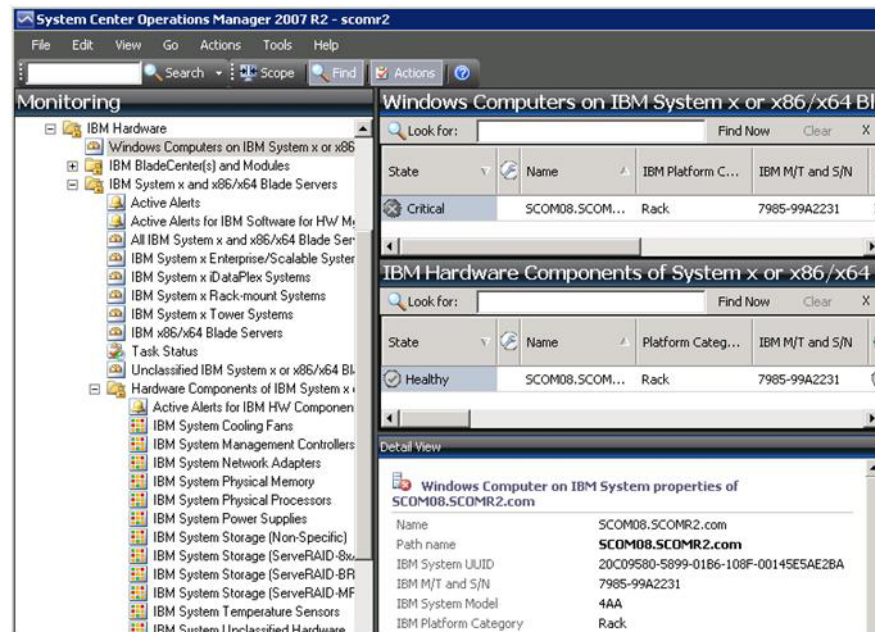 System Center Operations Manager 2007 R2 - scomr2
File Edit View Go Actions Tools Help
Search Scope Find Actions
Monitoring
IBM Hardware
Windows Computers on IBM System x or x86
IBM BladeCenter(s) and Modules
IBM System x and x86/x64 Blade Servers
Active Alerts
Active Alerts for IBM Software for HW M
All IBM System x and x86/x64 Blade Ser
IBM System x Enterprise/Scalable System
IBM System x iDataPlex Systems
IBM System x Rack-mount Systems
IBM System x Tower Systems
IBM x86/x64 Blade Servers
Task Status
Unclassified IBM System x or x86/x64 Bl
Hardware Components of IBM System x
Active Alerts for IBM HW Componen
IBM System Cooling Fans
IBM System Management Controllers
IBM System Network Adapters
IBM System Physical Memory
IBM System Physical Processors
IBM System Power Supplies
IBM System Storage (Non-Specific)
IBM System Storage (ServeRAID-8x
IBM System Storage (ServeRAID-BR
IBM System Storage (ServeRAID-MF
IBM System Temperature Sensors
IBM System Unclassified Hardware
Windows Computers on IBM System x or x86/x64 Bl
Look for: Find Now Clear X
State Name IBM Platform C... IBM M/T and S/N
Critical SCOM08.SCOM... Rack 7985-99A2231
IBM Hardware Components of System x or x86/x64
Look for: Find Now Clear X
State Name Platform Categ... IBM M/T and S/N
Healthy SCOM08.SCOM... Rack 7985-99A2231
Detail View
Windows Computer on IBM System properties of
SCOM08.SCOMR2.com
Name SCOM08.SCOMR2.com
Path name SCOM08.SCOMR2.com
IBM System UUID 20C09580-5899-01B6-108F-00145E5AE2BA
IBM M/T and S/N 7985-99A2231
IBM System Model 4AA
IBM Platform Category Rack